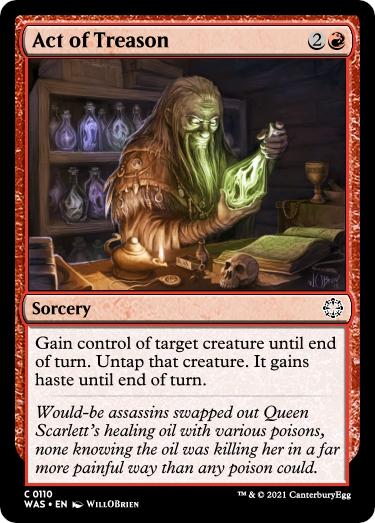 Act of Treason 2
Sorcery
Gain control of target creature until end
of turn. Untap that creature. It gains
haste until end of turn.
Would-be assassins swapped out Queen
Scarlett's healing oil with various poisons,
none knowing the oil was killing her in a far
more painful way than any poison could.
C 0110
WAS • EN WILLOBRIEN
™ & © 2021 CanterburyEgg